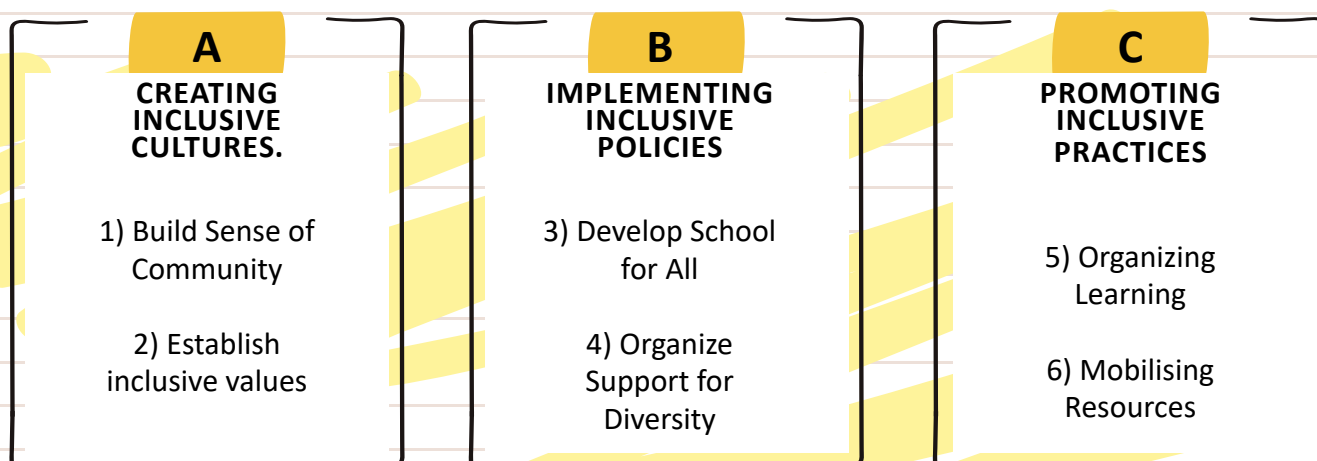 A
CREATING
INCLUSIVE
CULTURES.
1) Build Sense of
Community
2) Establish
inclusive values
B
IMPLEMENTING
INCLUSIVE
POLICIES
3) Develop School
for All
4) Organize
Support for
Diversity
C
PROMOTING
INCLUSIVE
PRACTICES
5) Organizing
Learning
6) Mobilising
Resources